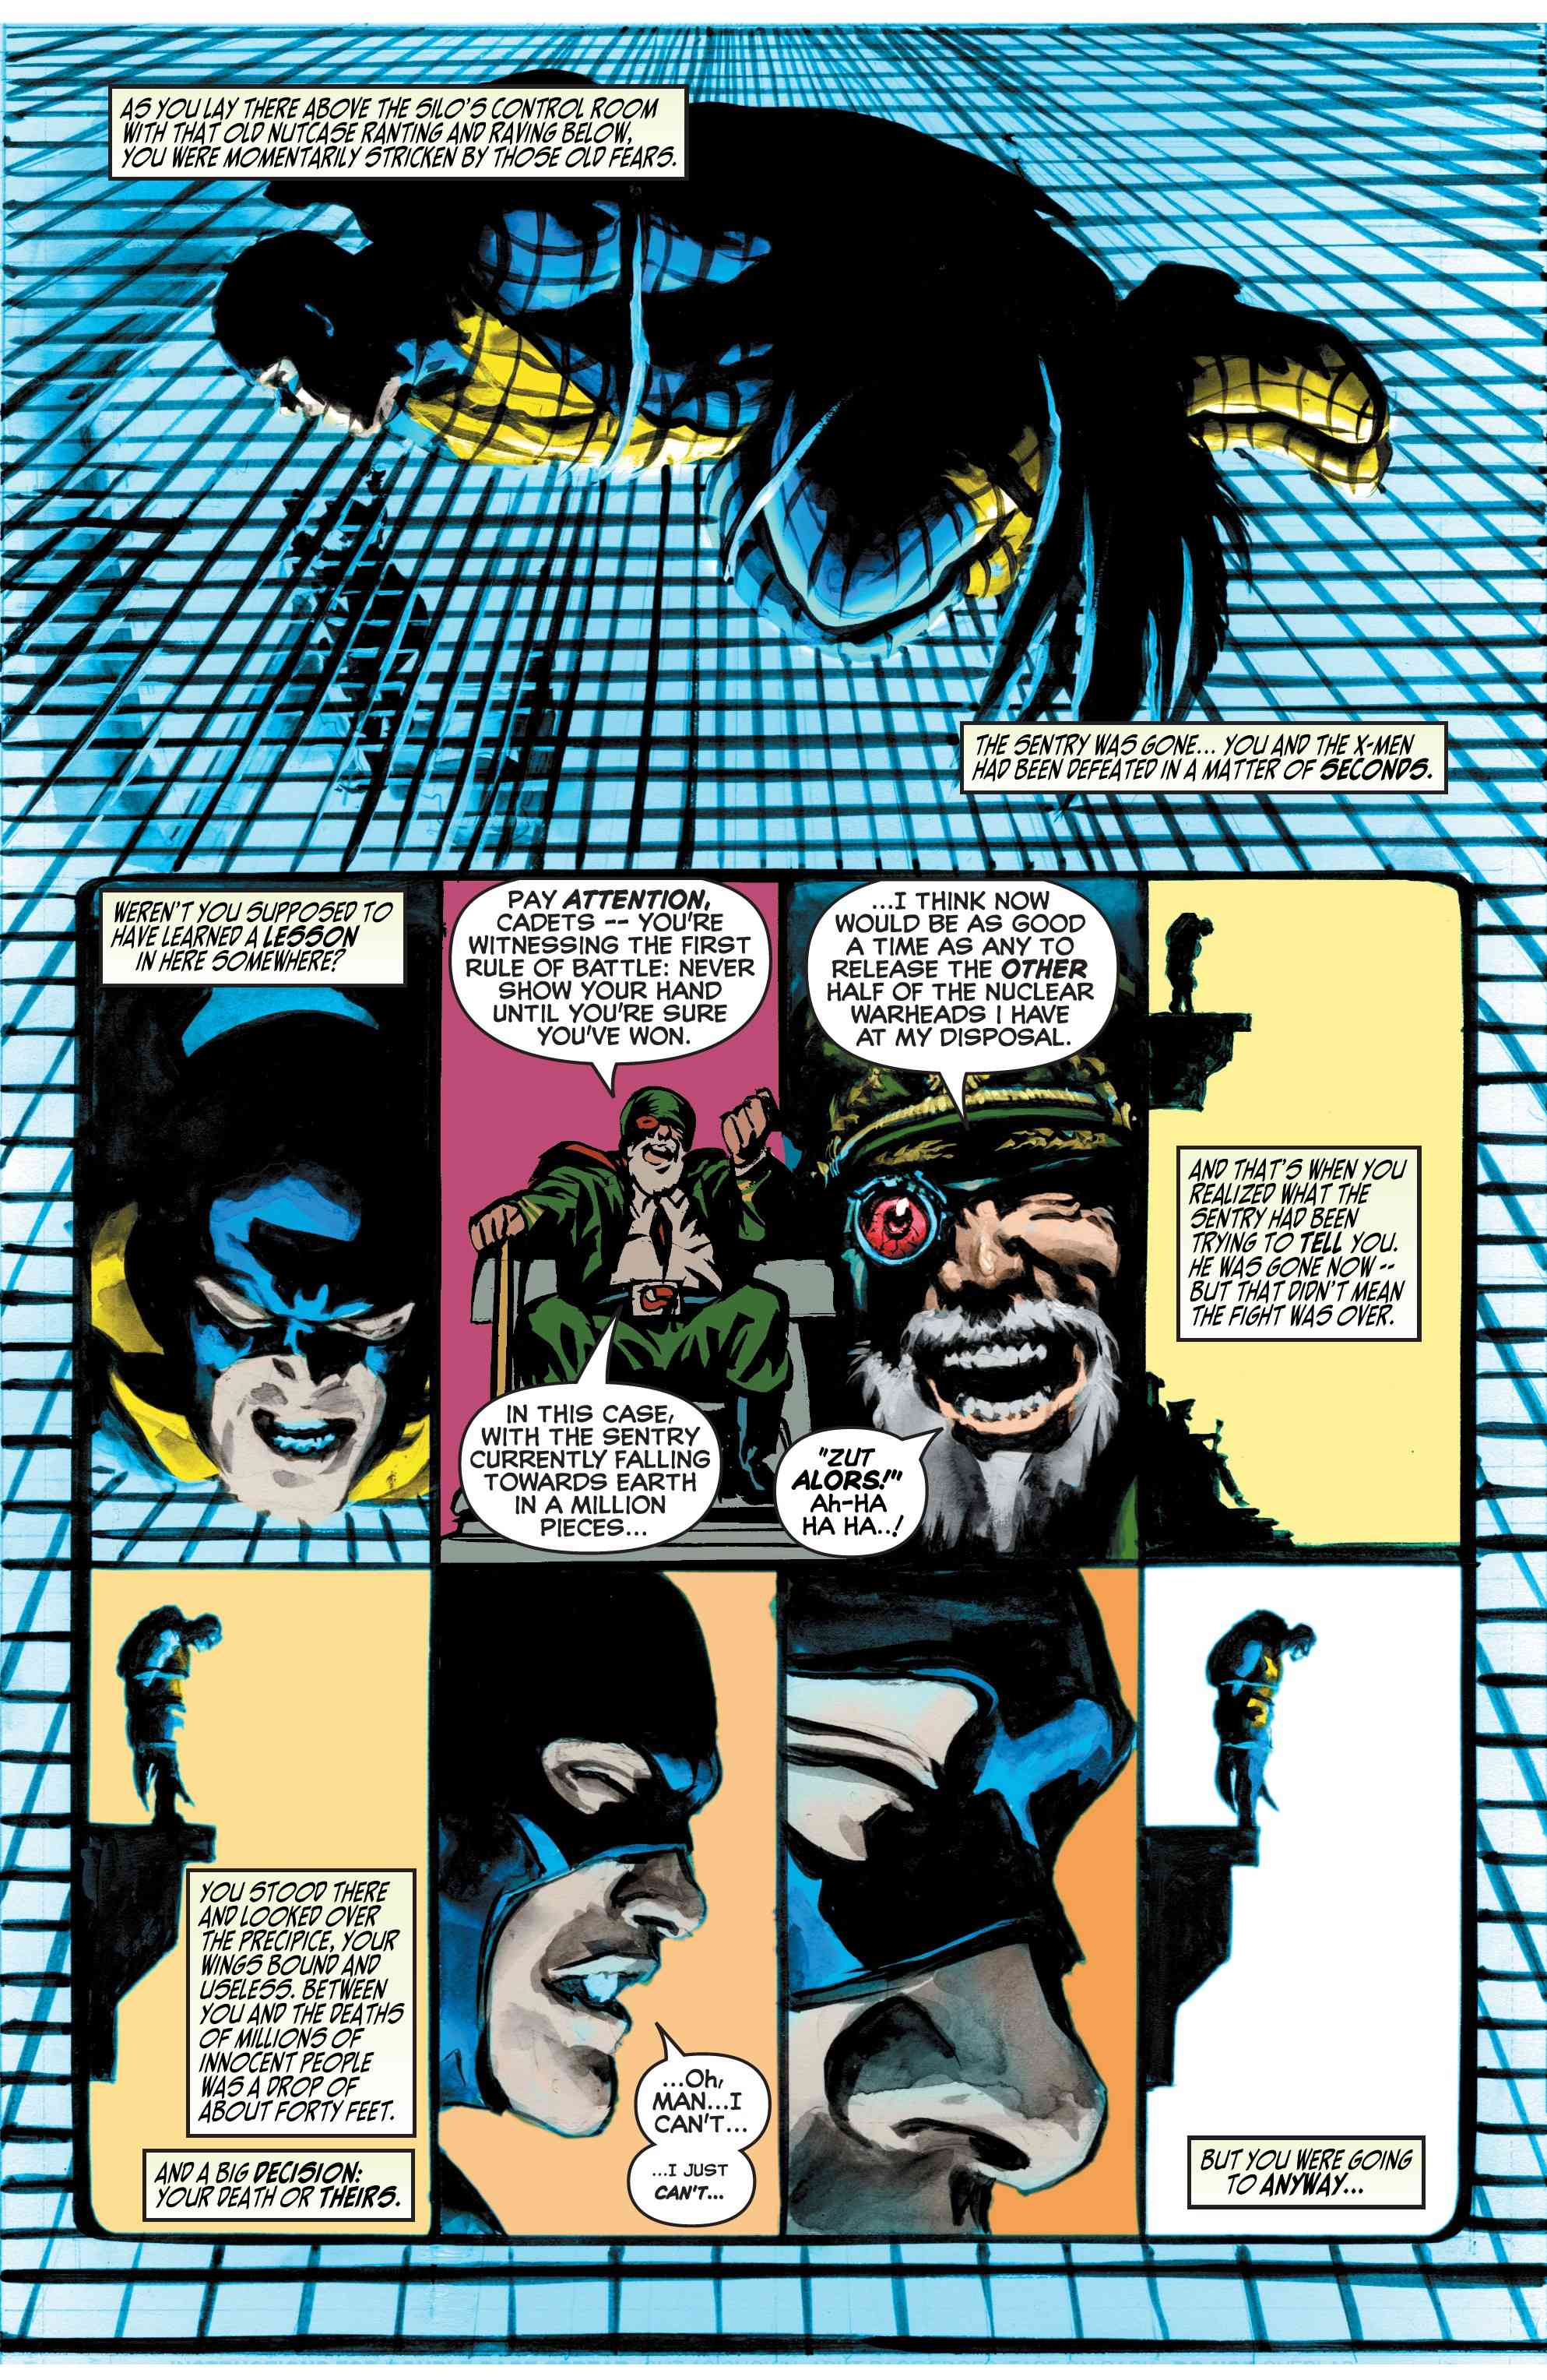 AS YOU LAY THERE ABOVE THE SILO'S CONTROL ROOM
WITH THAT OLD NUTCASE RANTING AND RAVING BELOW,
YOU WERE MOMENTARILY STRICKEN BY THOSE OLD FEARS.
THE SENTRY WAS GONE... YOU AND THE X-MEN
HAD BEEN DEFEATED IN A MATTER OF SECONDS.
WEREN'T YOU SUPPOSED TO
HAVE LEARNED A LESSON
IN HERE SOMEWHERE?
PAY ATTENTION,
CADETS -- YOU'RE
WITNESSING THE FIRST
RULE OF BATTLE: NEVER
SHOW YOUR HAND
UNTIL YOU'RE SURE
YOU'VE WON.
IN THIS CASE,
WITH THE SENTRY
CURRENTLY FALLING
TOWARDS EARTH
IN A MILLION
PIECES...
...I THINK NOW
WOULD BE AS GOOD
A TIME AS ANY TO
RELEASE THE OTHER
HALF OF THE NUCLEAR
WARHEADS I HAVE
AT MY DISPOSAL.
"ZUT
ALORS!"
Ah-HA
HA HA..!
AND THAT'S WHEN YOU
REALIZED WHAT THE
SENTRY HAD BEEN
TRYING TO TELL YOU.
HE WAS GONE NOW --
BUT THAT DIDN'T MEAN
THE FIGHT WAS OVER.
YOU STOOD THERE
AND LOOKED OVER
THE PRECIPICE, YOUR
WINGS BOUND AND
USELESS. BETWEEN
YOU AND THE DEATHS
OF MILLIONS OF
INNOCENT PEOPLE
WAS A DROP OF
ABOUT FORTY FEET.
AND A BIG DECISION:
YOUR DEATH OR THEIRS.
...Oh,
MAN...I
CAN'T...
...I JUST
CAN'T...
BUT YOU WERE GOING
TO ANYWAY...